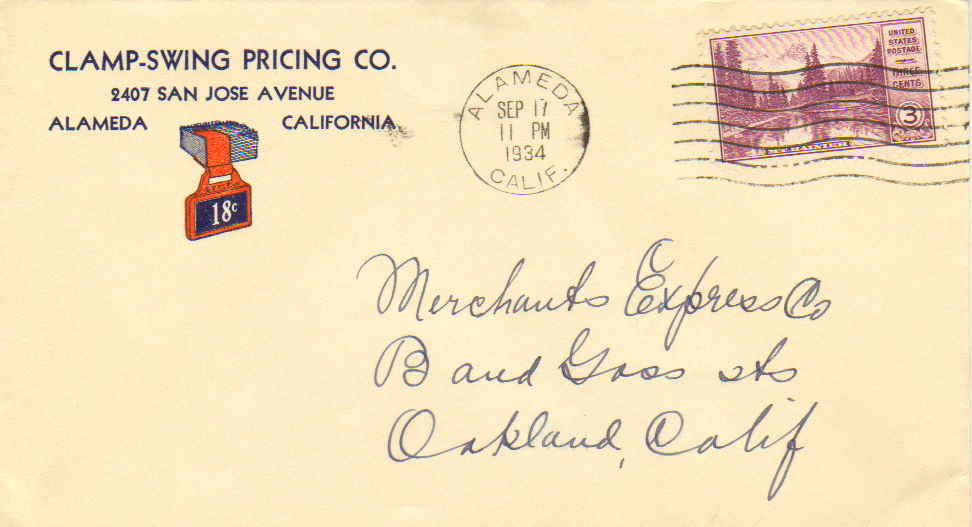 CLAMP-SWING PRICING CO.
2407 SAN JOSE AVENUE
ALAMEDA CALIFORNIA
18c
ALAMEDA
SEP 17
11 PM
1934
CALIF.
UNITED
STATES
POSTAGE
THREE
CENTS
3
Merchants Express Co
B and Goss sts
Oakland, Calif